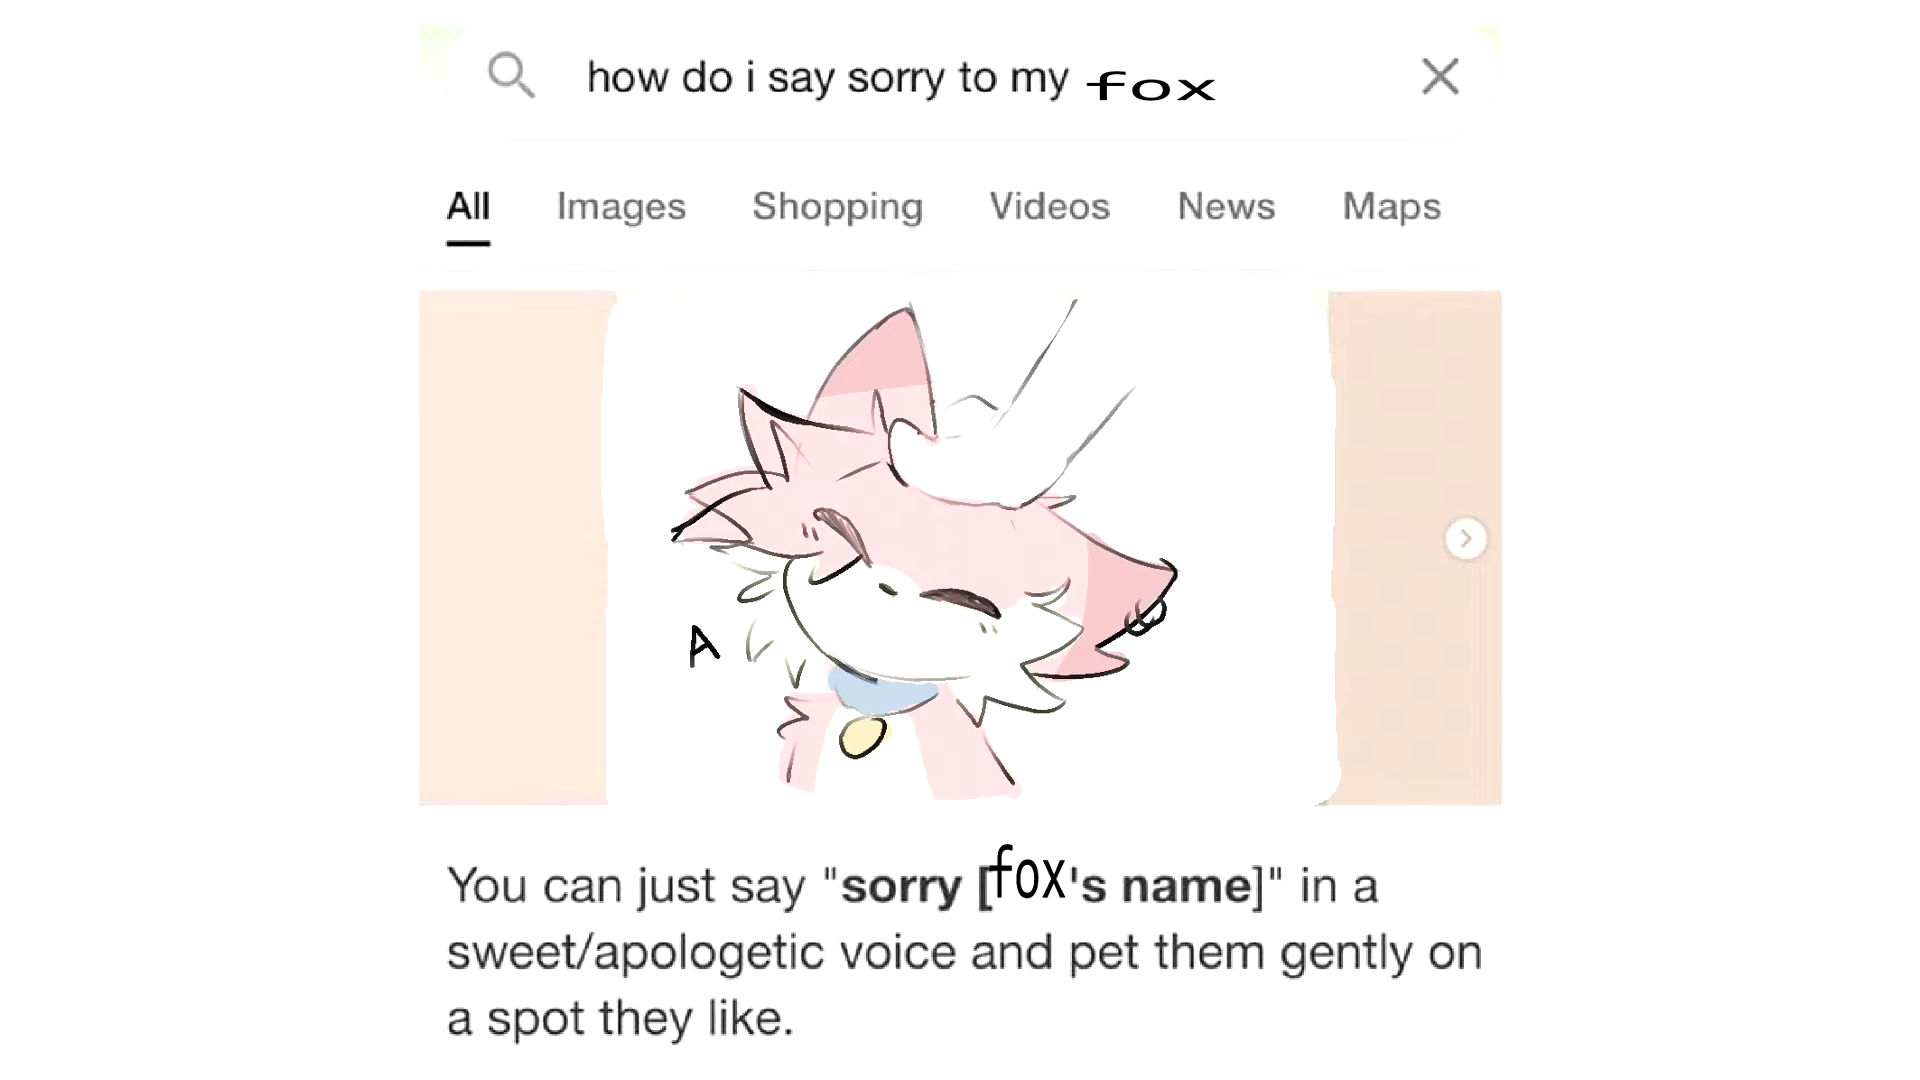 how do i say sorry to my fox
All Images Shopping Videos News Maps
A
You can just say "sorry [fox's name]" in a
sweet/apologetic voice and pet them gently on
a spot they like.